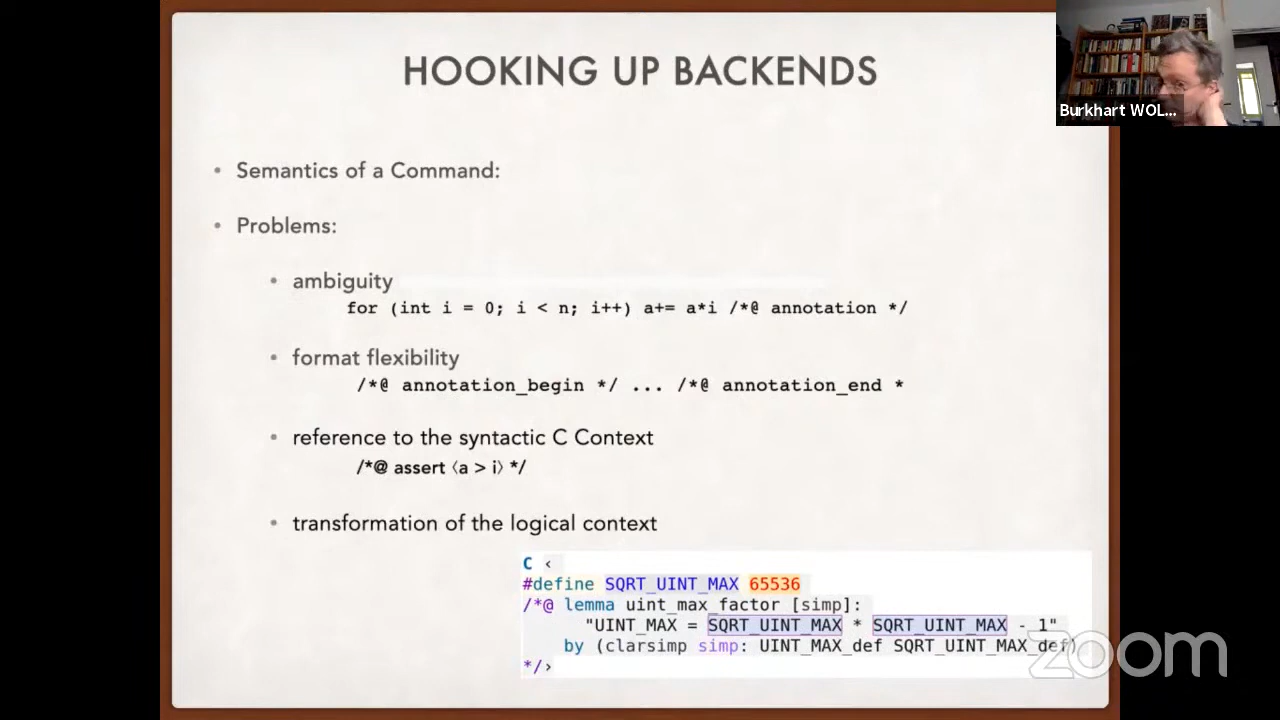 HOOKING UP BACKENDS
Burkhart WOL...
• Semantics of a Command:
• Problems:
• ambiguity
for (int i = 0; i < n; i++) a+= a*i /*@ annotation */
• format flexibility
/*@ annotation_begin */ ... /*@ annotation_end *
• reference to the syntactic C Context
/*@ assert ⟨a > i⟩ */
• transformation of the logical context
C ‹
#define SQRT_UINT_MAX 65536
/*@ lemma uint_max_factor [simp]:
"UINT_MAX = SQRT_UINT_MAX * SQRT_UINT_MAX - 1"
by (clarsimp simp: UINT_MAX_def SQRT_UINT_MAX_def)
*/›
zoom